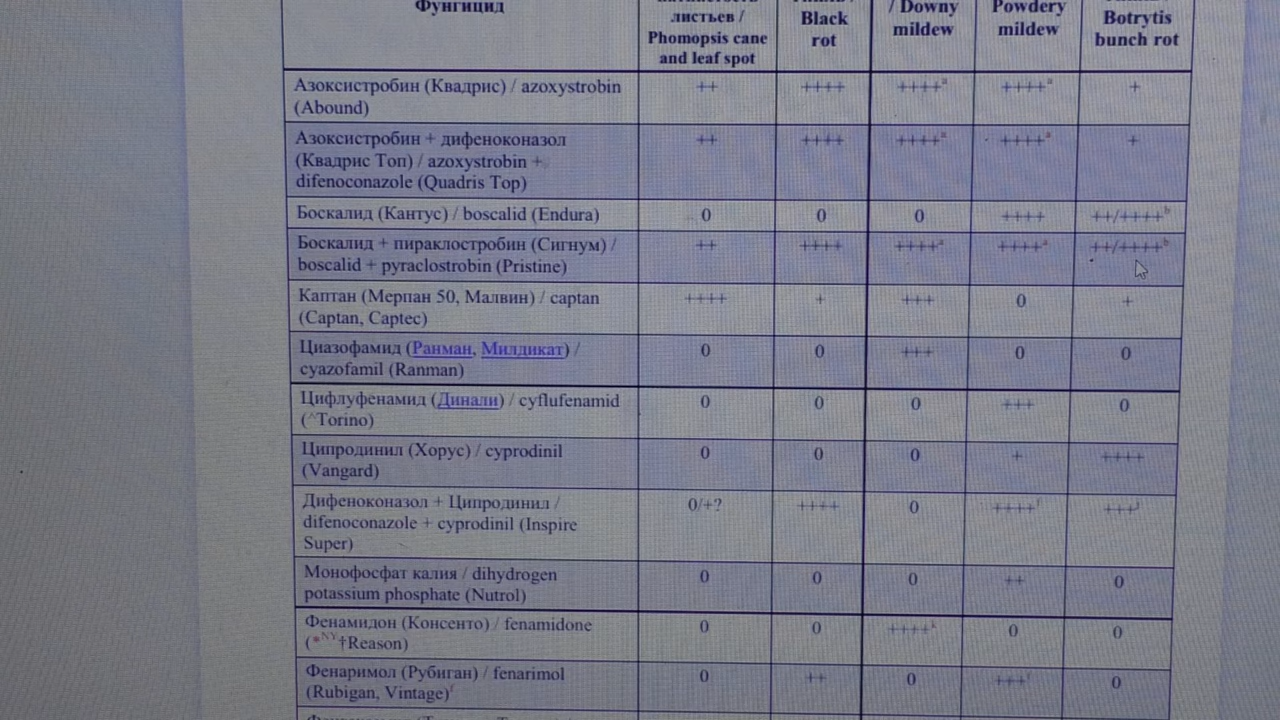 Фунгицид
листьев /
Phomopsis cane
and leaf spot
Black
rot
/ Downy
mildew
Powdery
mildew
Botrytis
bunch rot
Азоксистробин (Квадрис) / azoxystrobin
(Abound)
++
++++
++++ᵃ
++++ᵃ
+
Азоксистробин + дифеноконазол
(Квадрис Топ) / azoxystrobin +
difenoconazole (Quadris Top)
++
++++
++++ᵃ
++++ᵃ
+
Боскалид (Кантус) / boscalid (Endura)
0
0
0
++++
++/++++ᵇ
Боскалид + пираклостробин (Сигнум) /
boscalid + pyraclostrobin (Pristine)
++
++++
++++ᵃ
++++ᵃ
++/++++ᵇ
Каптан (Мерпан 50, Малвин) / captan
(Captan, Captec)
++++
+
+++
0
+
Циазофамид (Ранман, Милдикат) /
cyazofamil (Ranman)
0
0
+++
0
0
Цифлуфенамид (Динали) / cyflufenamid
(^Torino)
0
0
0
+++
0
Ципродинил (Хорус) / cyprodinil
(Vangard)
0
0
0
+
++++
Дифеноконазол + Ципродинил /
difenoconazole + cyprodinil (Inspire
Super)
0/+?
++++
0
++++
+++
Монофосфат калия / dihydrogen
potassium phosphate (Nutrol)
0
0
0
++
0
Фенамидон (Консенто) / fenamidone
(*NY†Reason)
0
0
++++
0
0
Фенаримол (Рубиган) / fenarimol
(Rubigan, Vintage)
0
++
0
+++
0